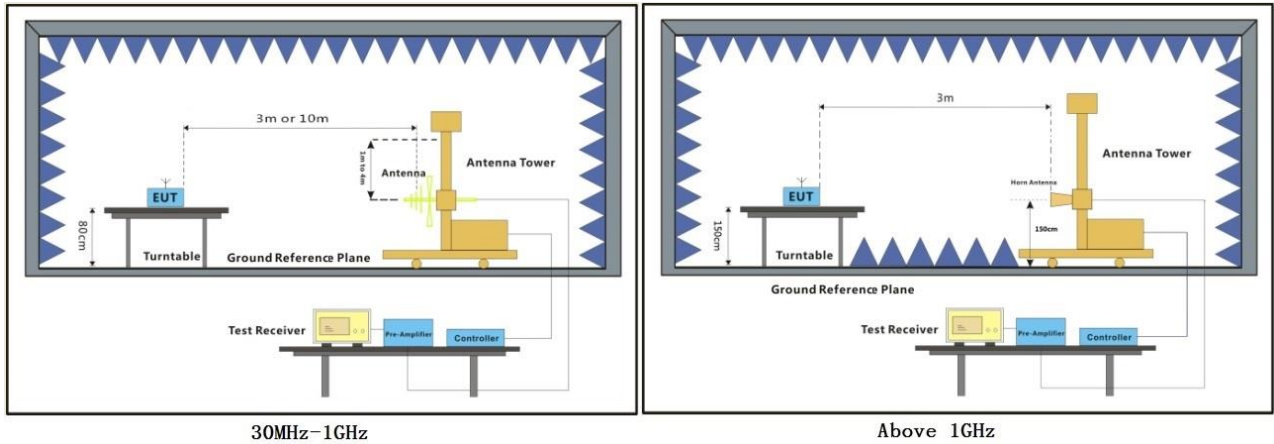 3m or 10m
1m to 4m
Antenna Tower
Antenna
EUT
80cm
Turntable
Ground Reference Plane
Test Receiver
Pre-Amplifier
Controller
30MHz-1GHz
3m
Antenna Tower
Horn Antenna
EUT
150cm
150cm
Turntable
Ground Reference Plane
Test Receiver
Pre-Amplifier
Controller
Above 1GHz